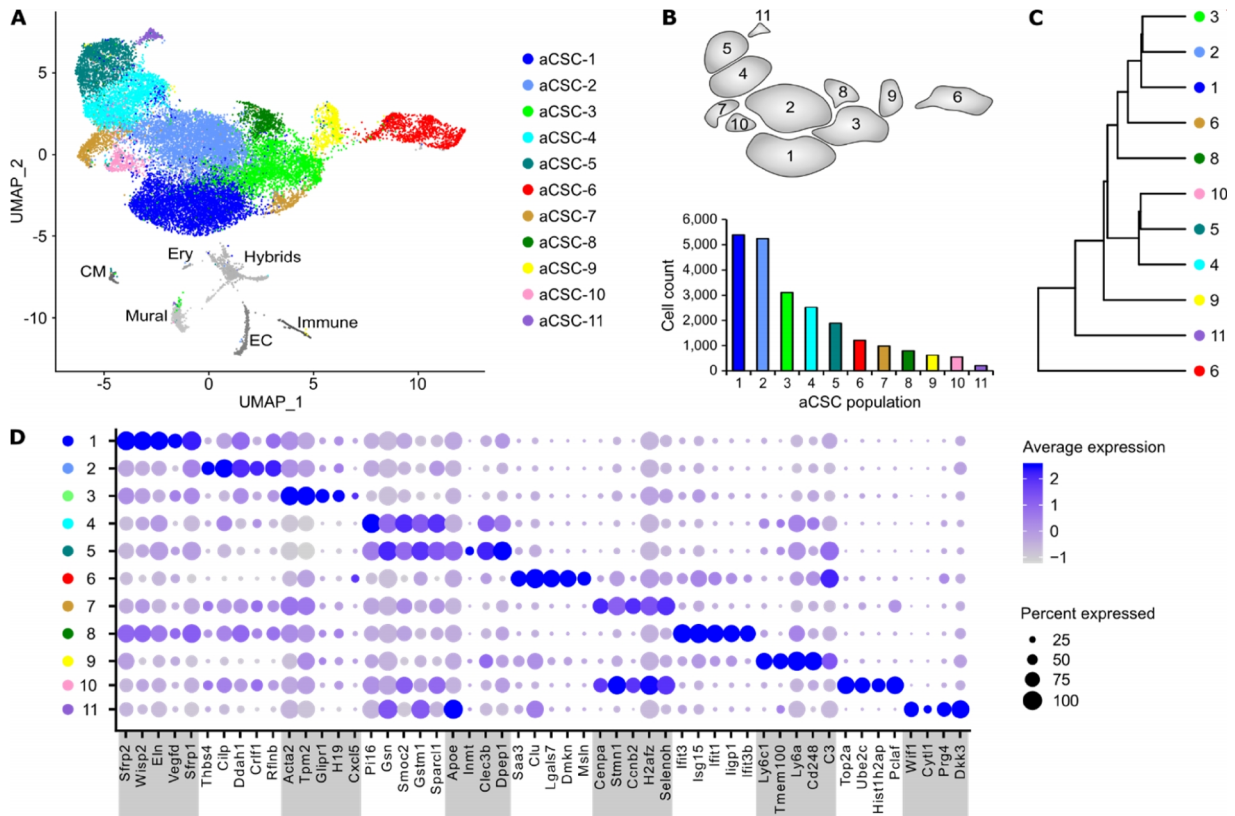 A
UMAP_2
5
0
-5
-10
-5
0
5
10
UMAP_1
CM
Ery
Hybrids
Mural
EC
Immune
aCSC-1
aCSC-2
aCSC-3
aCSC-4
aCSC-5
aCSC-6
aCSC-7
aCSC-8
aCSC-9
aCSC-10
aCSC-11
B
11
5
4
7
10
2
8
9
6
3
1
Cell count
6,000
5,000
4,000
3,000
2,000
1,000
0
1 2 3 4 5 6 7 8 9 10 11
aCSC population
C
3
2
1
6
8
10
5
4
9
11
6
D
1
2
3
4
5
6
7
8
9
10
11
Sfrp2
Wisp2
Eln
Vegfd
Sfrp1
Thbs4
Cilp
Ddah1
Crlf1
Rflnb
Acta2
Tpm2
Glipr1
H19
Cxcl5
Pi16
Gsn
Smoc2
Gstm1
Sparcl1
Apoe
Inmt
Clec3b
Dpep1
Saa3
Clu
Lgals7
Dmkn
Msln
Cenpa
Stmn1
Ccnb2
H2afz
Selenoh
Ifit3
Isg15
Ifit1
Iigp1
Ifit3b
Ly6c1
Tmem100
Ly6a
Cd248
C3
Top2a
Ube2c
Hist1h2ap
Pclaf
Wif1
Cytl1
Prg4
Dkk3
Average expression
2
1
0
−1
Percent expressed
25
50
75
100